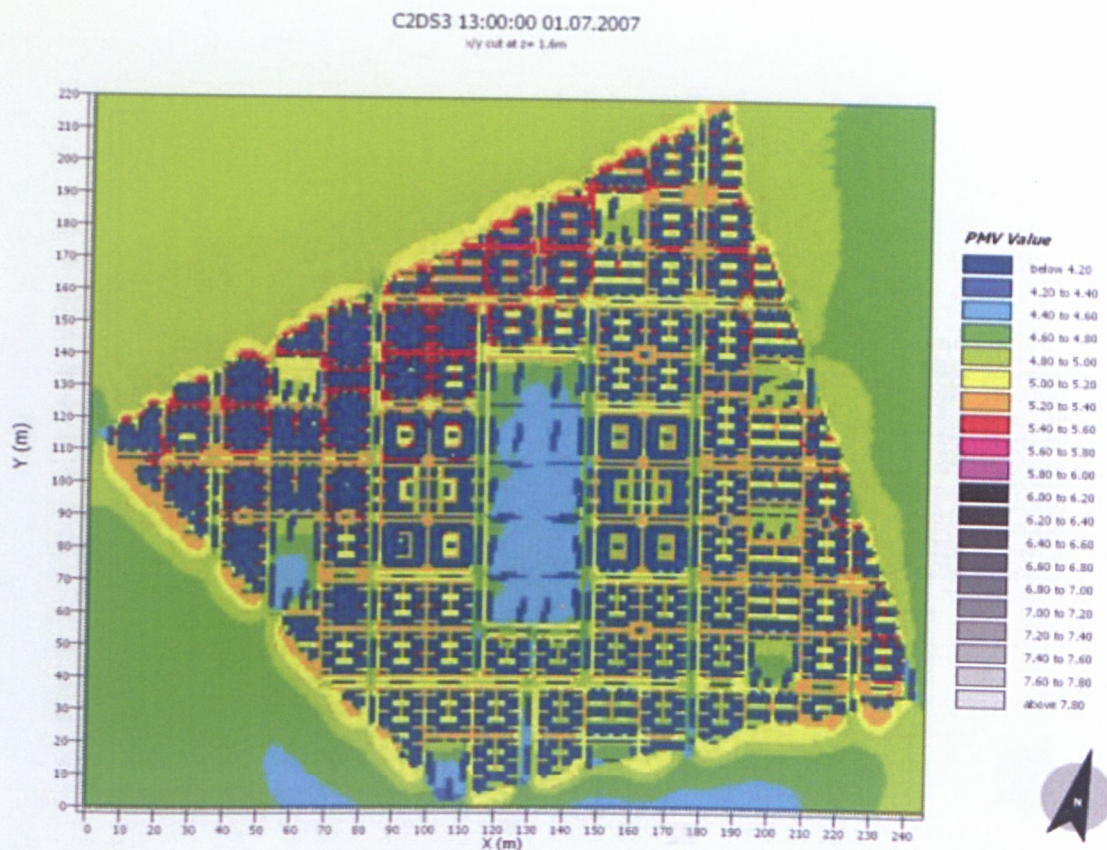 C2DS3 13:00:00 01.07.2007
x/y cut at z= 1.6m
220
210
200
190
180
170
160
150
140
130
120
110
100
90
80
70
60
50
40
30
20
10
0
Y (m)
0 10 20 30 40 50 60 70 80 90 100 110 120 130 140 150 160 170 180 190 200 210 220 230 240
X (m)
PMV Value
below 4.20
4.20 to 4.40
4.40 to 4.60
4.60 to 4.80
4.80 to 5.00
5.00 to 5.20
5.20 to 5.40
5.40 to 5.60
5.60 to 5.80
5.80 to 6.00
6.00 to 6.20
6.20 to 6.40
6.40 to 6.60
6.60 to 6.80
6.80 to 7.00
7.00 to 7.20
7.20 to 7.40
7.40 to 7.60
7.60 to 7.80
above 7.80
N